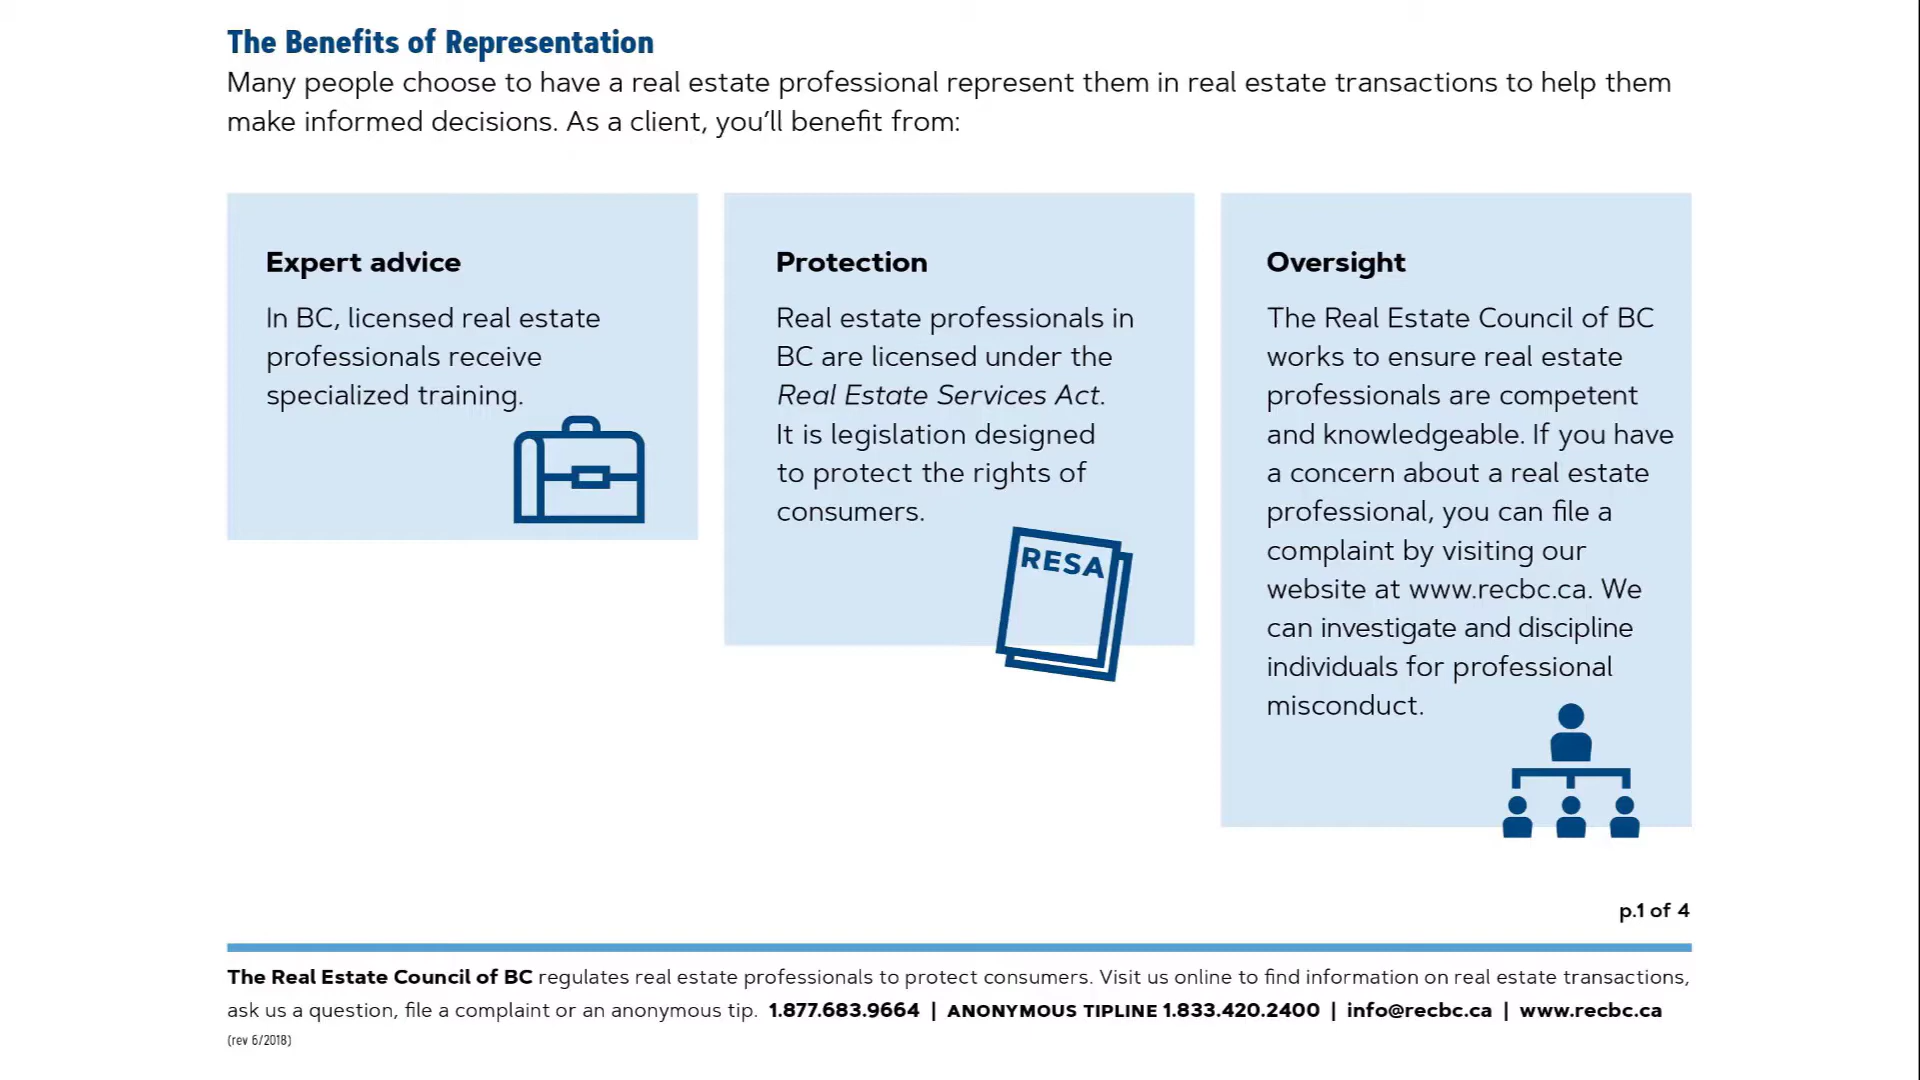 The Benefits of Representation
Many people choose to have a real estate professional represent them in real estate transactions to help them
make informed decisions. As a client, you’ll benefit from:
Expert advice
In BC, licensed real estate
professionals receive
specialized training.
Protection
Real estate professionals in
BC are licensed under the
Real Estate Services Act.
It is legislation designed
to protect the rights of
consumers.
RESA
Oversight
The Real Estate Council of BC
works to ensure real estate
professionals are competent
and knowledgeable. If you have
a concern about a real estate
professional, you can file a
complaint by visiting our
website at www.recbc.ca. We
can investigate and discipline
individuals for professional
misconduct.
p.1 of 4
The Real Estate Council of BC regulates real estate professionals to protect consumers. Visit us online to find information on real estate transactions,
ask us a question, file a complaint or an anonymous tip. 1.877.683.9664 | ANONYMOUS TIPLINE 1.833.420.2400 | info@recbc.ca | www.recbc.ca
(rev 6/2018)